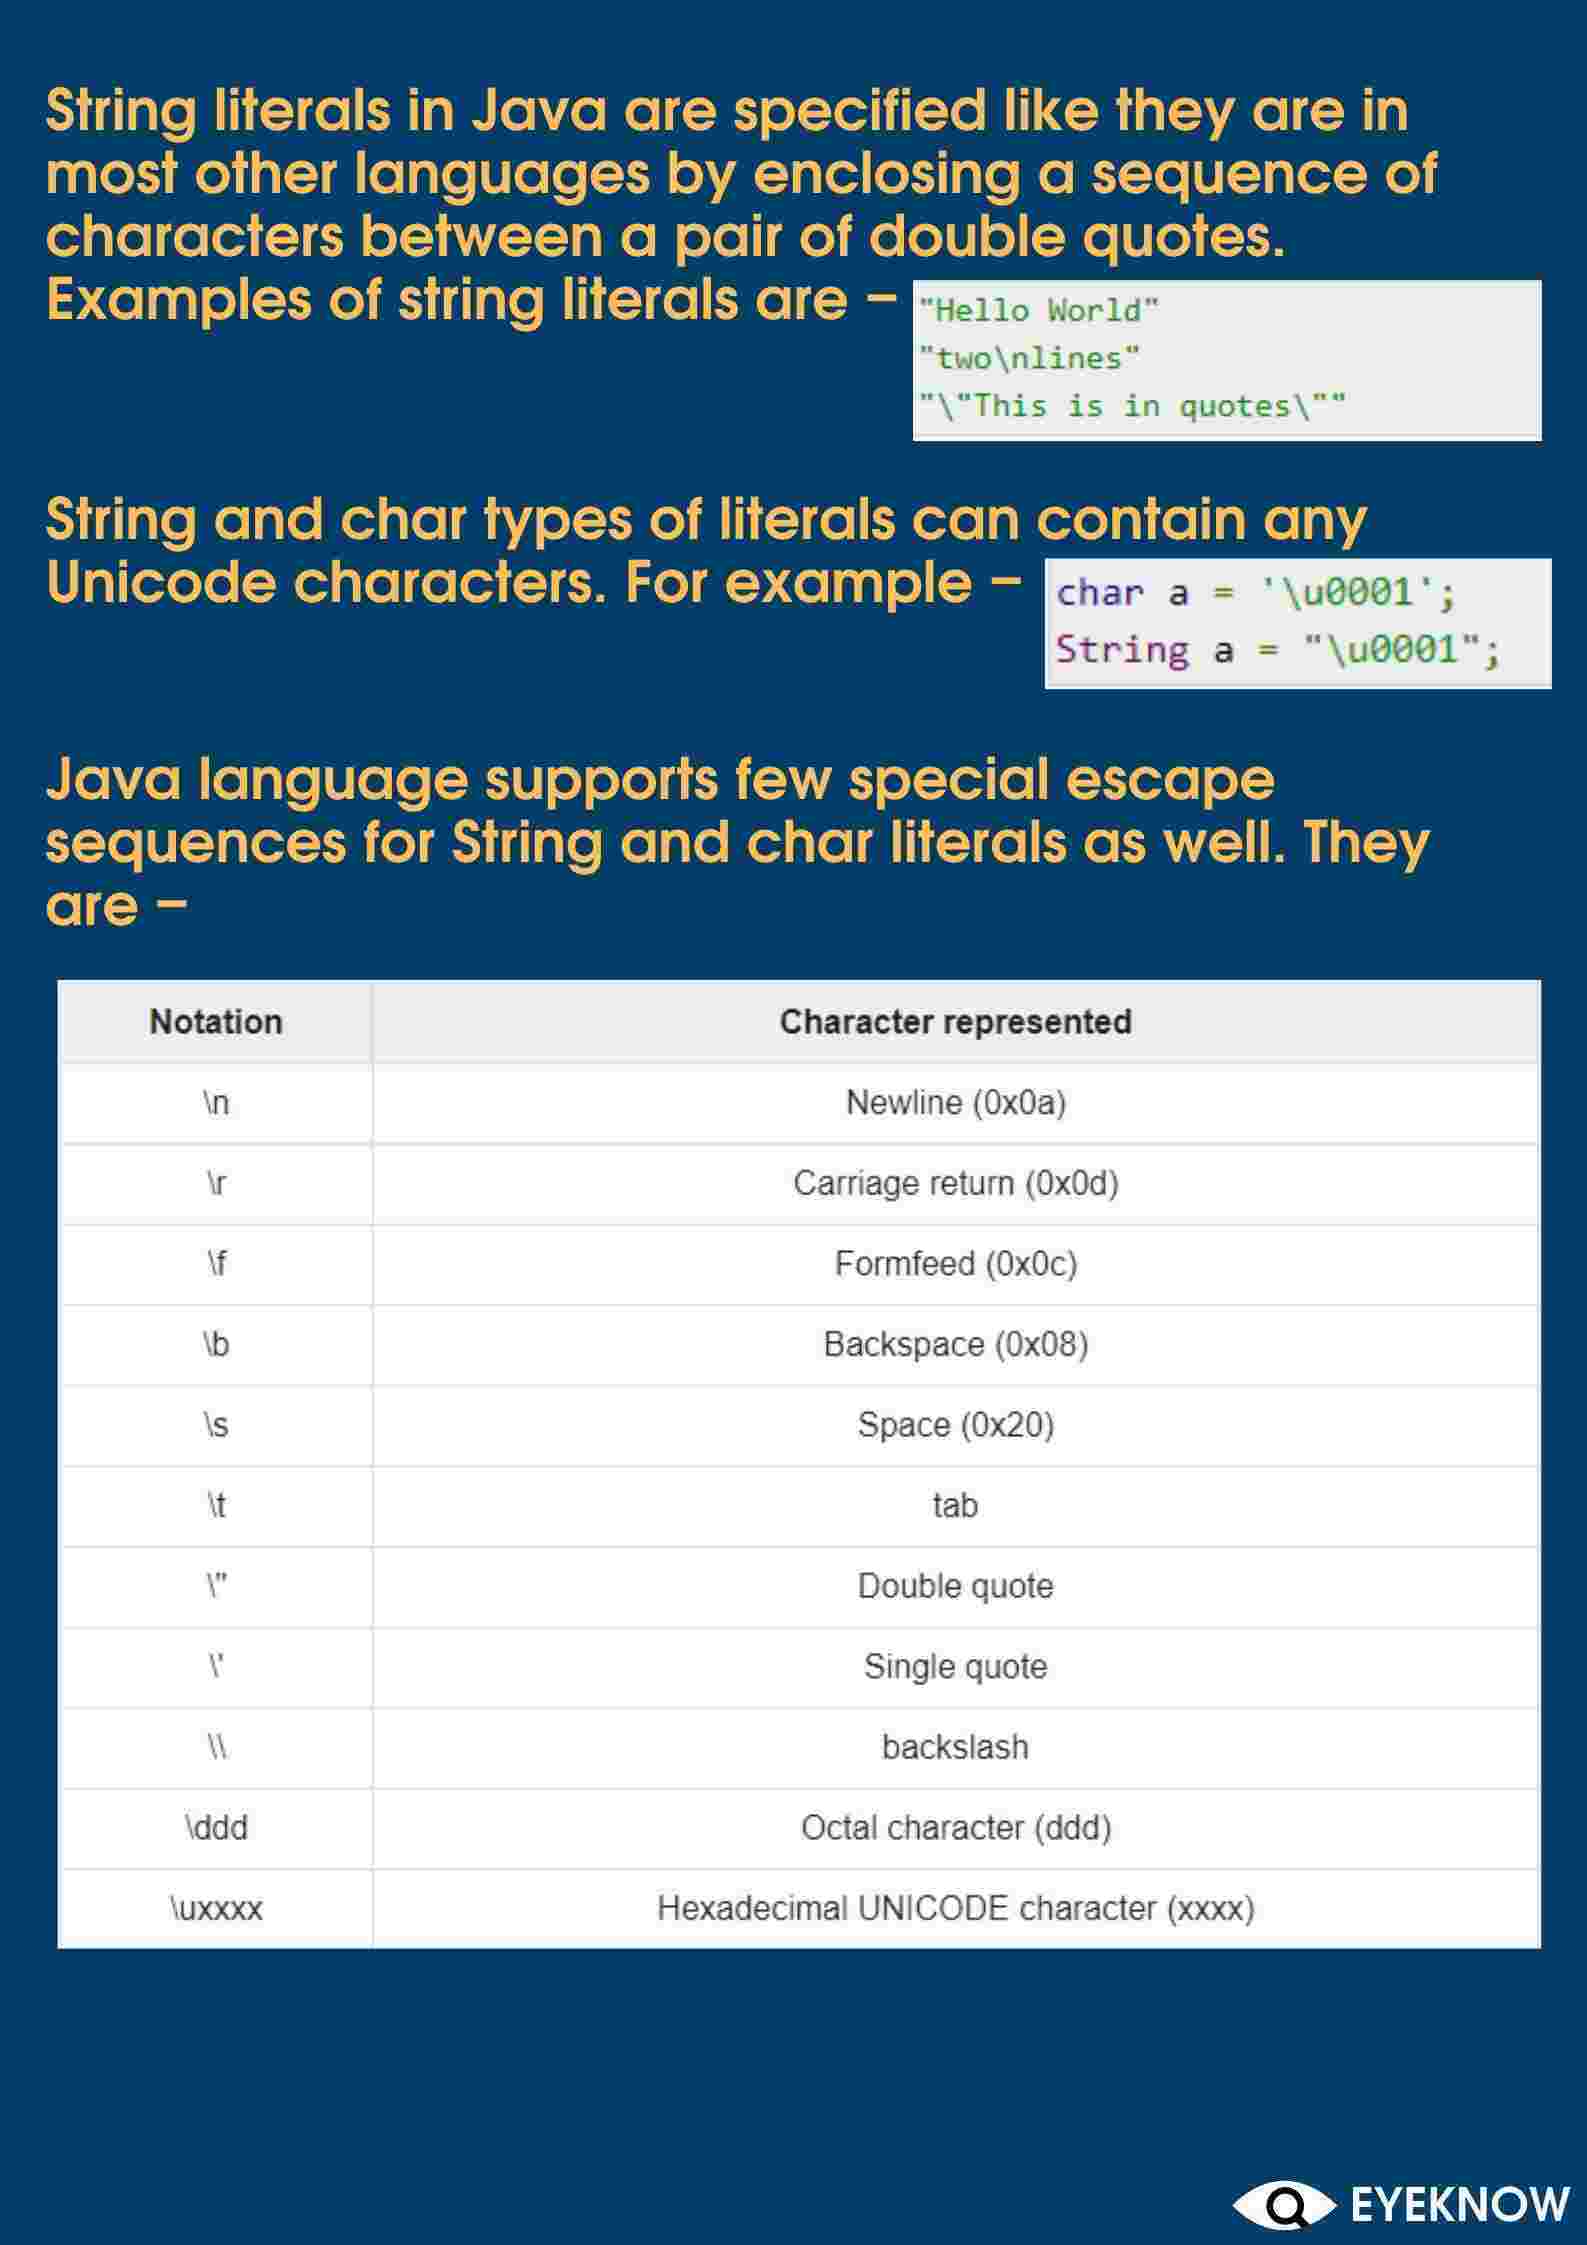 String literals in Java are specified like they are in
most other languages by enclosing a sequence of
characters between a pair of double quotes.
Examples of string literals are –
"Hello World"
"two\nlines"
"\"This is in quotes\""
String and char types of literals can contain any
Unicode characters. For example –
char a = '\u0001';
String a = "\u0001";
Java language supports few special escape
sequences for String and char literals as well. They
are –
Notation Character represented
\n Newline (0x0a)
\r Carriage return (0x0d)
\f Formfeed (0x0c)
\b Backspace (0x08)
\s Space (0x20)
\t tab
\" Double quote
\' Single quote
\\ backslash
\ddd Octal character (ddd)
\uxxxx Hexadecimal UNICODE character (xxxx)
EYEKNOW